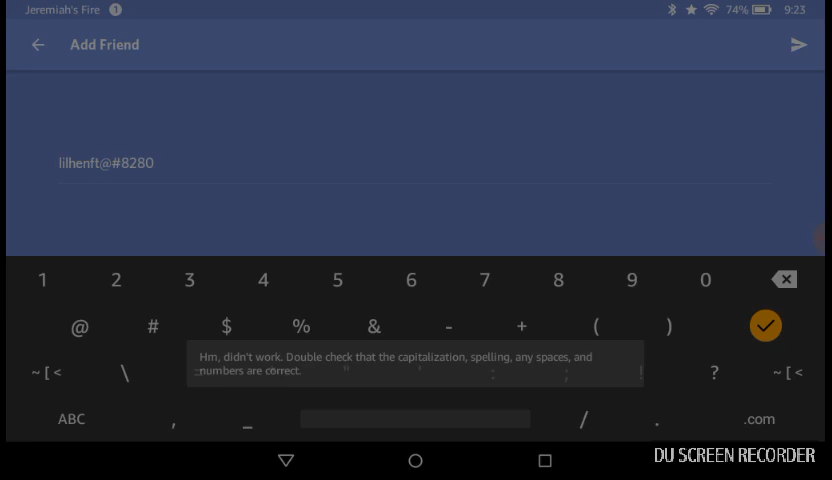 Jeremiah's Fire 1 74% 9:23
Add Friend
lilhenft@#8280
1 2 3 4 5 6 7 8 9 0
@ # $ % & - + ( )
Hm, didn't work. Double check that the capitalization, spelling, any spaces, and
numbers are correct.
~ [ < \ " ' : ; ! ? ~ [ <
ABC , _ / . .com
DU SCREEN RECORDER